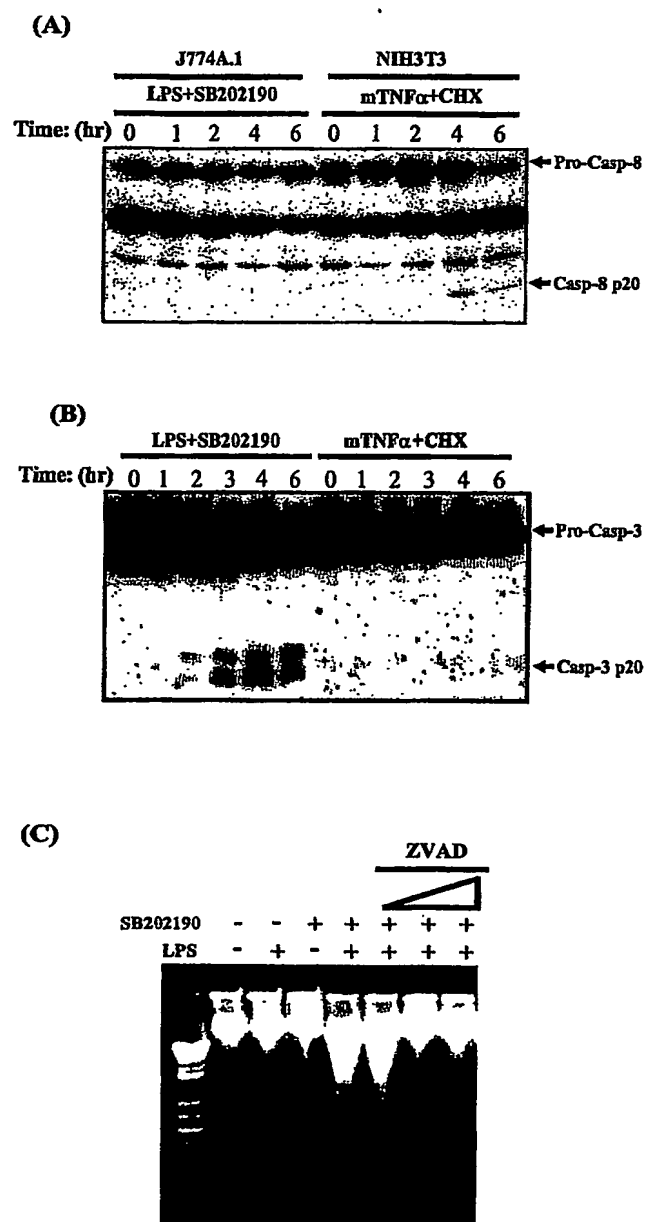 (A)
J774A.1 NIH3T3
LPS+SB202190 mTNFα+CHX
Time: (hr) 0 1 2 4 6 0 1 2 4 6
Pro-Casp-8
Casp-8 p20
(B)
LPS+SB202190 mTNFα+CHX
Time: (hr) 0 1 2 3 4 6 0 1 2 3 4 6
Pro-Casp-3
Casp-3 p20
(C)
ZVAD
SB202190 - - + + + + +
LPS - + - + + + +